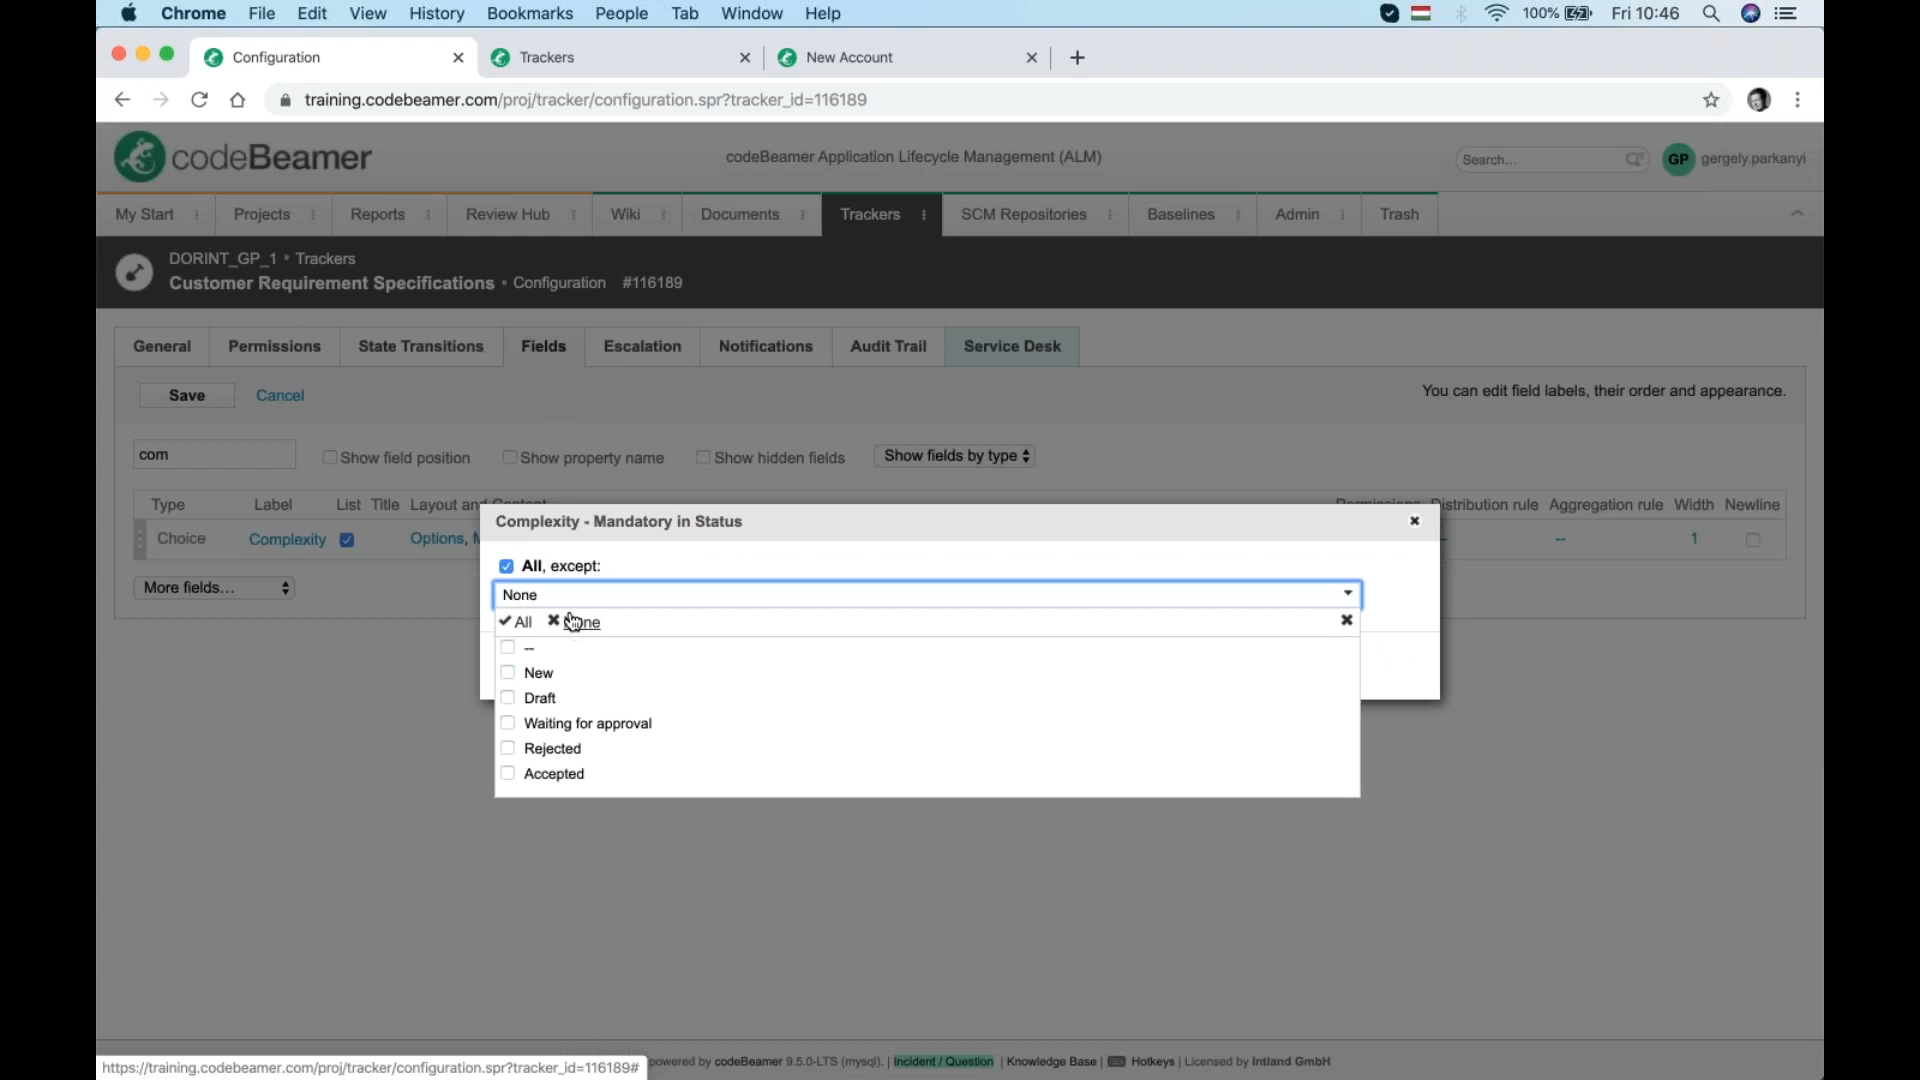 Chrome File Edit View History Bookmarks People Tab Window Help 100% Fri 10:46
Configuration Trackers New Account
training.codebeamer.com/proj/tracker/configuration.spr?tracker_id=116189
codeBeamer codeBeamer Application Lifecycle Management (ALM) Search... GP gergely.parkanyi
My Start Projects Reports Review Hub Wiki Documents Trackers SCM Repositories Baselines Admin Trash
DORINT_GP_1 Trackers
Customer Requirement Specifications Configuration #116189
General Permissions State Transitions Fields Escalation Notifications Audit Trail Service Desk
Save Cancel You can edit field labels, their order and appearance.
com Show field position Show property name Show hidden fields Show fields by type
Type Label List Title Layout and Content Permissions Distribution rule Aggregation rule Width Newline
Complexity - Mandatory in Status
Choice Complexity Options, -- 1
All, except:
More fields...
None
All
--
New
Draft
Waiting for approval
Rejected
Accepted
https://training.codebeamer.com/proj/tracker/configuration.spr?tracker_id=116189# powered by codeBeamer 9.5.0-LTS (mysql). | Incident / Question | Knowledge Base | Hotkeys | Licensed by Intland GmbH